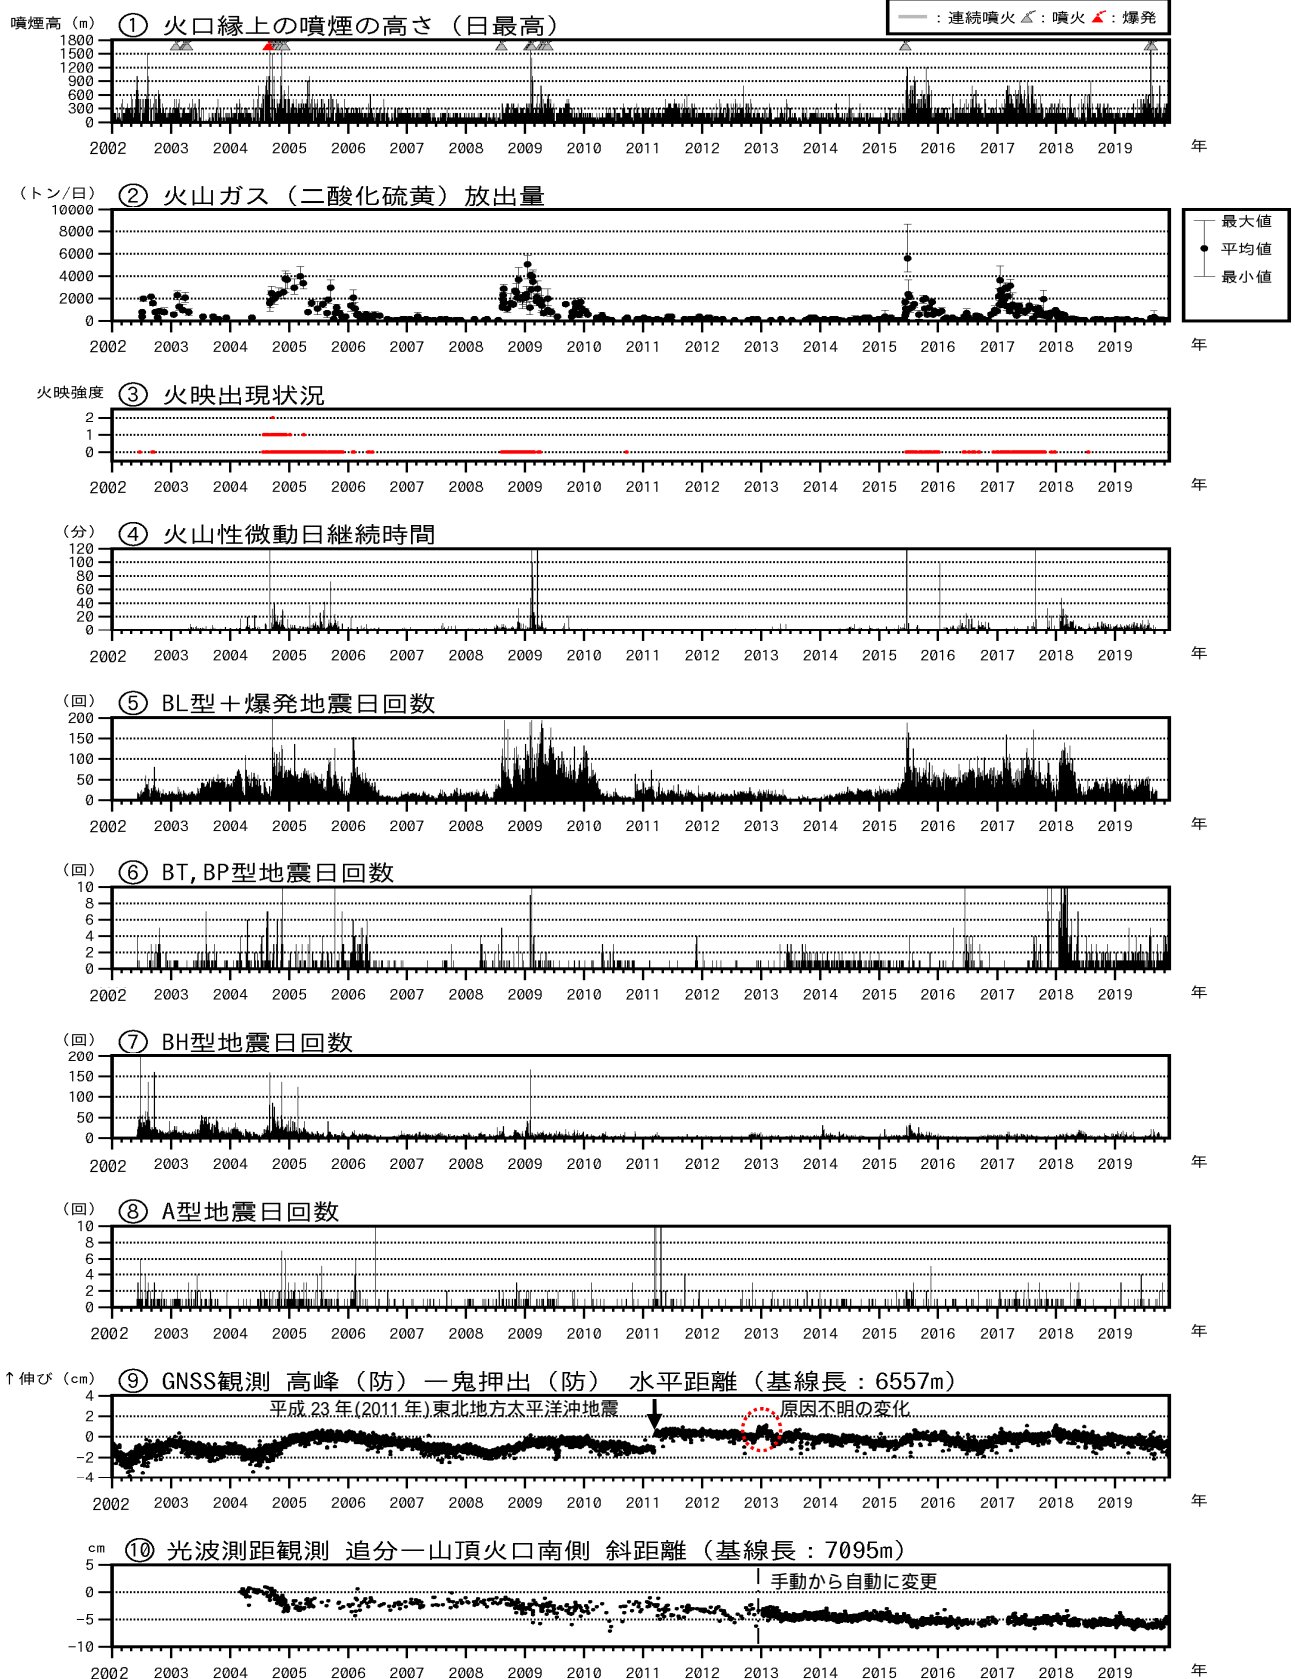 噴煙高（m） ① 火口縁上の噴煙の高さ（日最高）
：連続噴火 ：噴火 ：爆発
1800
1500
1200
900
600
300
0
2002 2003 2004 2005 2006 2007 2008 2009 2010 2011 2012 2013 2014 2015 2016 2017 2018 2019 年
（トン/日） ② 火山ガス（二酸化硫黄）放出量
10000
8000
6000
4000
2000
0
最大値
平均値
最小値
2002 2003 2004 2005 2006 2007 2008 2009 2010 2011 2012 2013 2014 2015 2016 2017 2018 2019 年
火映強度 ③ 火映出現状況
2
1
0
2002 2003 2004 2005 2006 2007 2008 2009 2010 2011 2012 2013 2014 2015 2016 2017 2018 2019 年
（分） ④ 火山性微動日継続時間
120
100
80
60
40
20
0
2002 2003 2004 2005 2006 2007 2008 2009 2010 2011 2012 2013 2014 2015 2016 2017 2018 2019 年
（回） ⑤ BL型＋爆発地震日回数
200
150
100
50
0
2002 2003 2004 2005 2006 2007 2008 2009 2010 2011 2012 2013 2014 2015 2016 2017 2018 2019 年
（回） ⑥ BT,BP型地震日回数
10
8
6
4
2
0
2002 2003 2004 2005 2006 2007 2008 2009 2010 2011 2012 2013 2014 2015 2016 2017 2018 2019 年
（回） ⑦ BH型地震日回数
200
150
100
50
0
2002 2003 2004 2005 2006 2007 2008 2009 2010 2011 2012 2013 2014 2015 2016 2017 2018 2019 年
（回） ⑧ A型地震日回数
10
8
6
4
2
0
2002 2003 2004 2005 2006 2007 2008 2009 2010 2011 2012 2013 2014 2015 2016 2017 2018 2019 年
↑伸び（cm） ⑨ GNSS観測 高峰（防）―鬼押出（防） 水平距離（基線長：6557m）
平成 23 年(2011 年)東北地方太平洋沖地震 原因不明の変化
4
2
0
−2
−4
2002 2003 2004 2005 2006 2007 2008 2009 2010 2011 2012 2013 2014 2015 2016 2017 2018 2019 年
cm ⑩ 光波測距観測 追分―山頂火口南側 斜距離（基線長：7095m）
手動から自動に変更
5
0
−5
−10
2002 2003 2004 2005 2006 2007 2008 2009 2010 2011 2012 2013 2014 2015 2016 2017 2018 2019 年